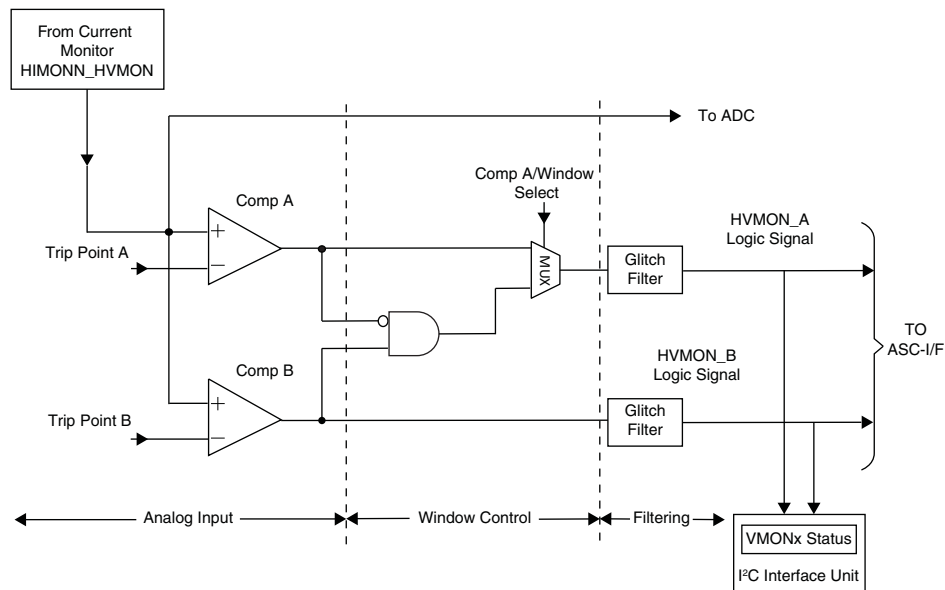 From Current
Monitor
HIMONN_HVMON
To ADC
Comp A/Window
Select
Comp A
+
−
Trip Point A
MUX
Glitch
Filter
HVMON_A
Logic Signal
TO
ASC-I/F
Comp B
+
−
Trip Point B
HVMON_B
Logic Signal
Glitch
Filter
Analog Input
Window Control
Filtering
VMONx Status
I²C Interface Unit